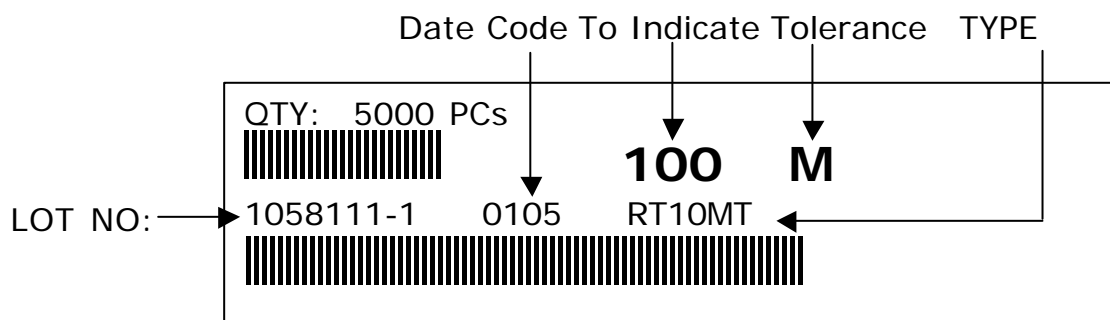 Date Code To Indicate Tolerance TYPE
QTY: 5000 PCs
100 M
LOT NO: 1058111-1 0105 RT10MT